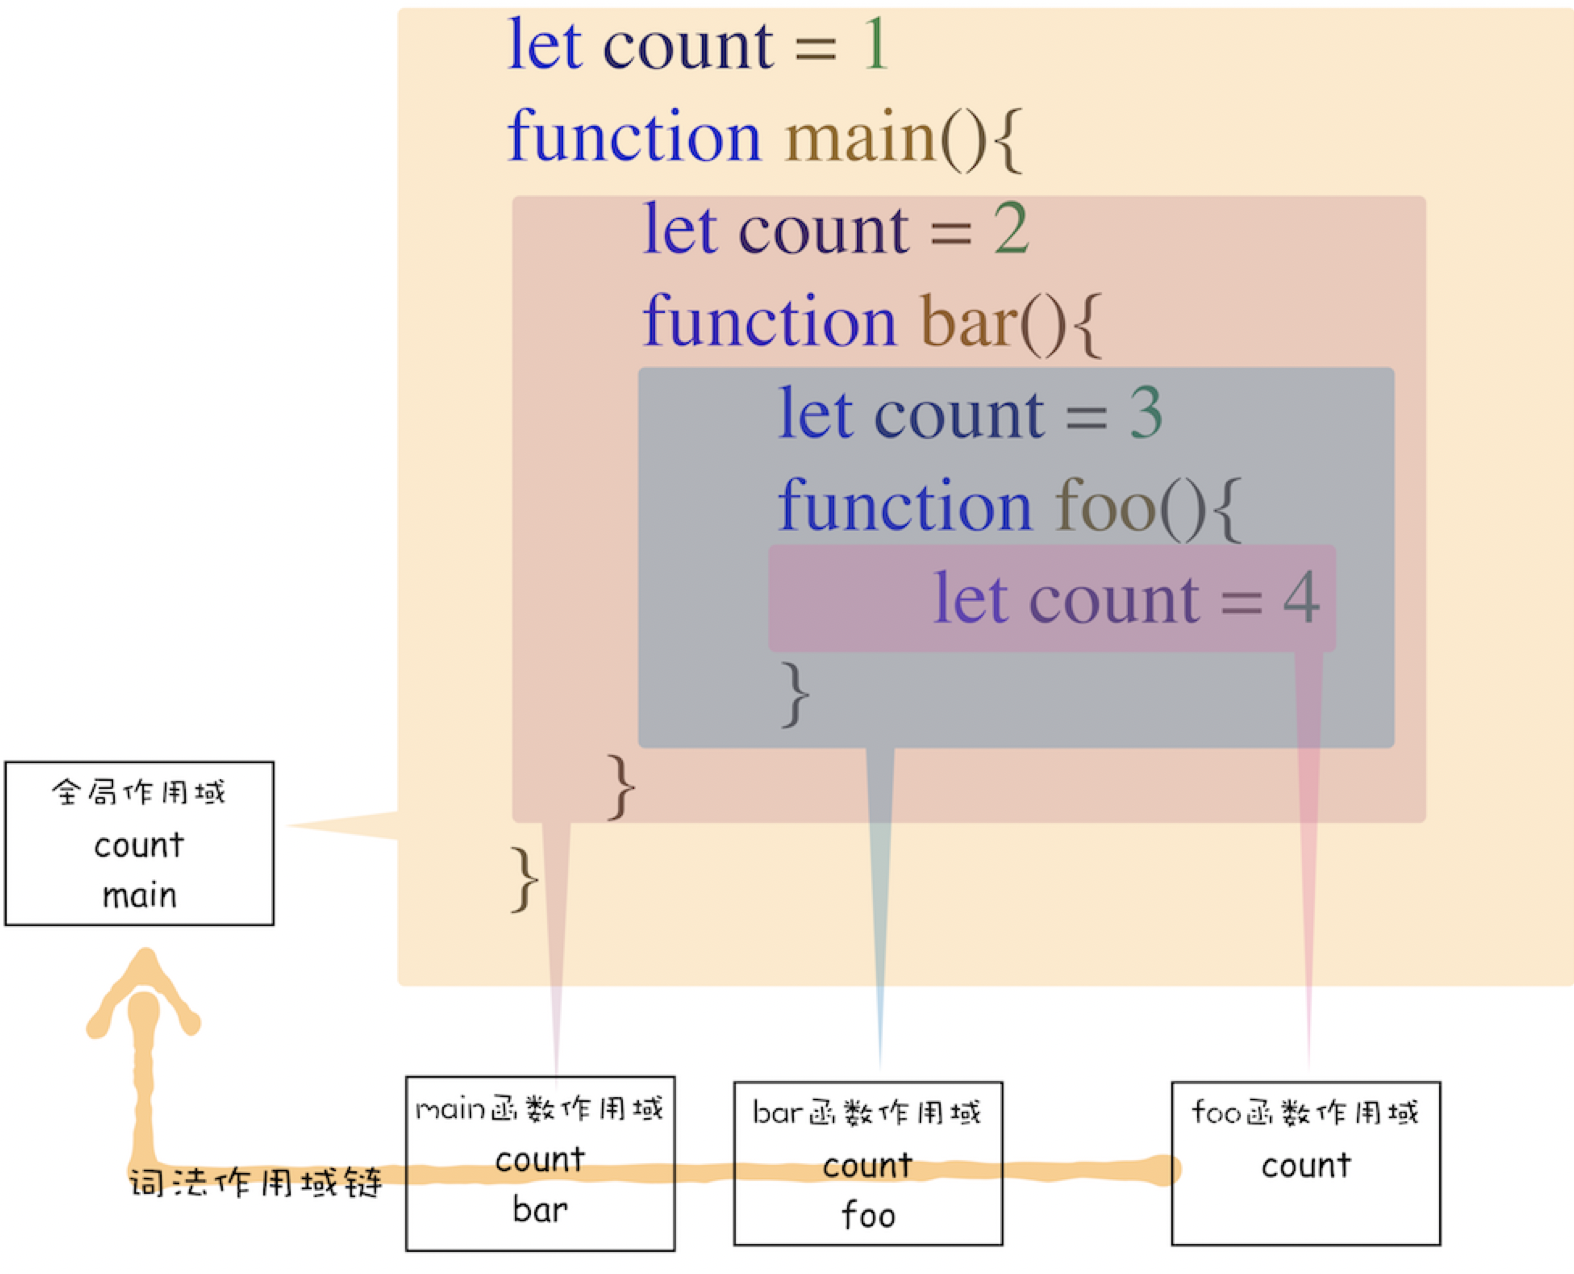 let count = 1
function main(){
let count = 2
function bar(){
let count = 3
function foo(){
let count = 4
}
}
}
全局作用域
count
main
词法作用域链
main函数作用域
count
bar
bar函数作用域
count
foo
foo函数作用域
count